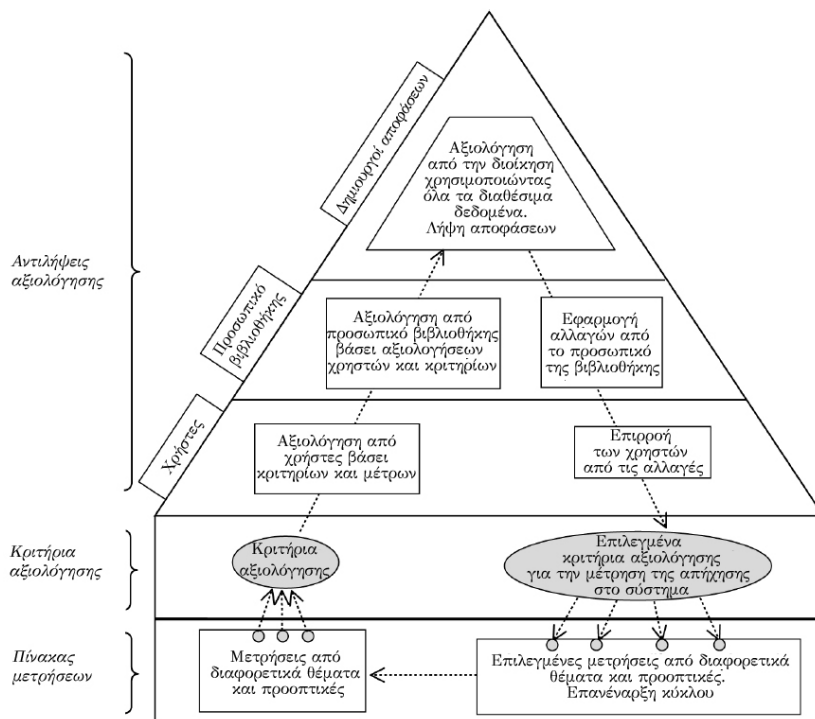 Δημιουργοί αποφάσεων
Αξιολόγηση
από την διοίκηση
χρησιμοποιώντας
όλα τα διαθέσιμα
δεδομένα.
Λήψη αποφάσεων
Αντιλήψεις
αξιολόγησης
Προσωπικό
βιβλιοθήκης
Αξιολόγηση από
προσωπικό βιβλιοθήκης
βάσει αξιολογήσεων
χρηστών και κριτηρίων
Εφαρμογή
αλλαγών από
το προσωπικό
της βιβλιοθήκης
Χρήστες
Αξιολόγηση από
χρήστες βάσει
κριτηρίων και μέτρων
Επιρροή
των χρηστών
από τις αλλαγές
Κριτήρια
αξιολόγησης
Κριτήρια
αξιολόγησης
Επιλεγμένα
κριτήρια αξιολόγησης
για την μέτρηση της απήχησης
στο σύστημα
Πίνακας
μετρήσεων
Μετρήσεις από
διαφορετικά θέματα
και προοπτικές
Επιλεγμένες μετρήσεις από διαφορετικά
θέματα και προοπτικές.
Επανέναρξη κύκλου